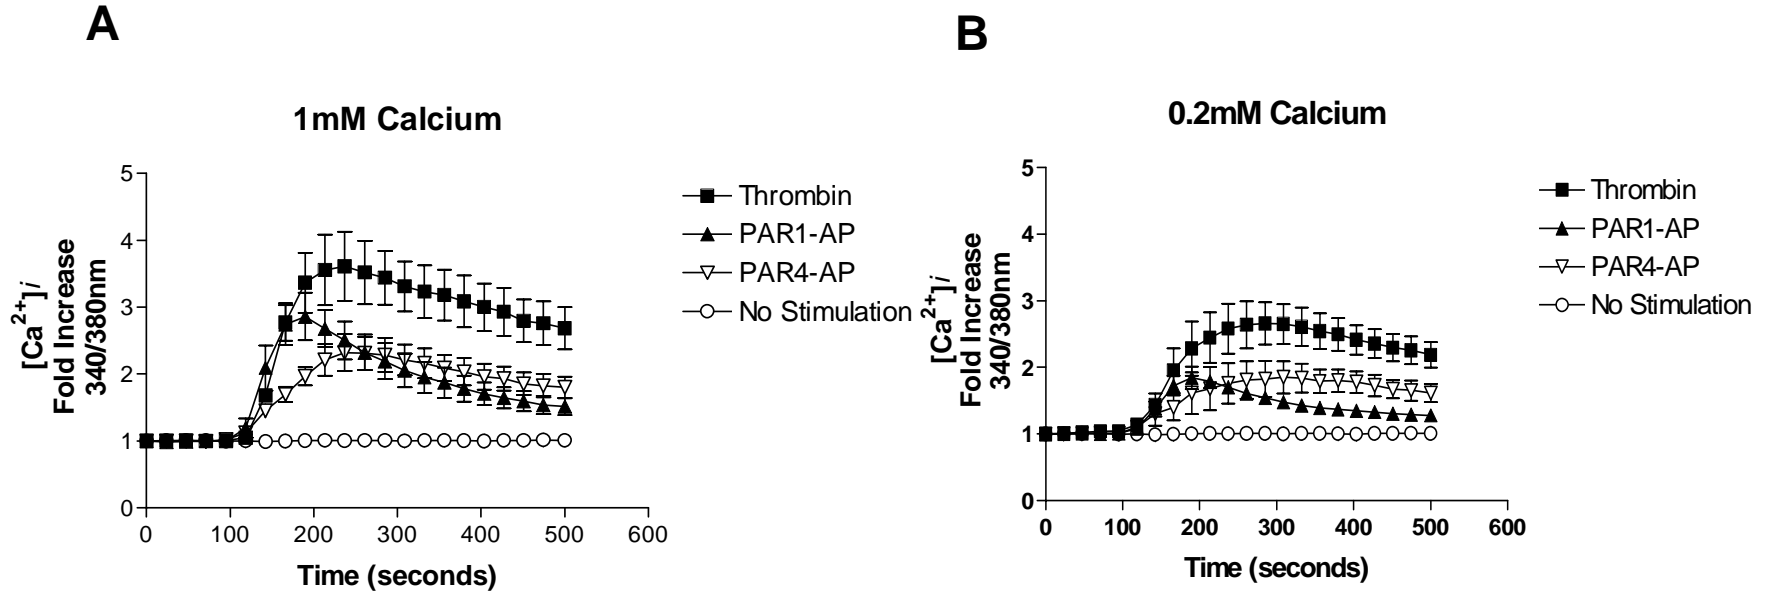 A
1mM Calcium
[Ca2+]i
Fold Increase
340/380nm
5
4
3
2
1
0
0 100 200 300 400 500 600
Time (seconds)
Thrombin
PAR1-AP
PAR4-AP
No Stimulation
B
0.2mM Calcium
[Ca2+]i
Fold Increase
340/380nm
5
4
3
2
1
0
0 100 200 300 400 500 600
Time (seconds)
Thrombin
PAR1-AP
PAR4-AP
No Stimulation